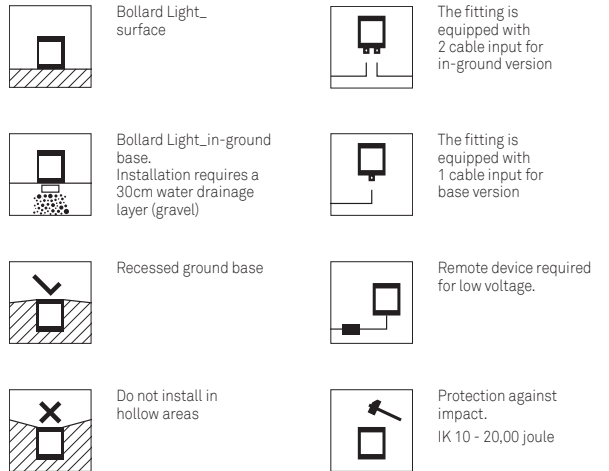 Bollard Light_
surface
The fitting is
equipped with
2 cable input for
in-ground version
Bollard Light_in-ground
base.
Installation requires a
30cm water drainage
layer (gravel)
The fitting is
equipped with
1 cable input for
base version
Recessed ground base
Remote device required
for low voltage.
Do not install in
hollow areas
Protection against
impact.
IK 10 - 20,00 joule